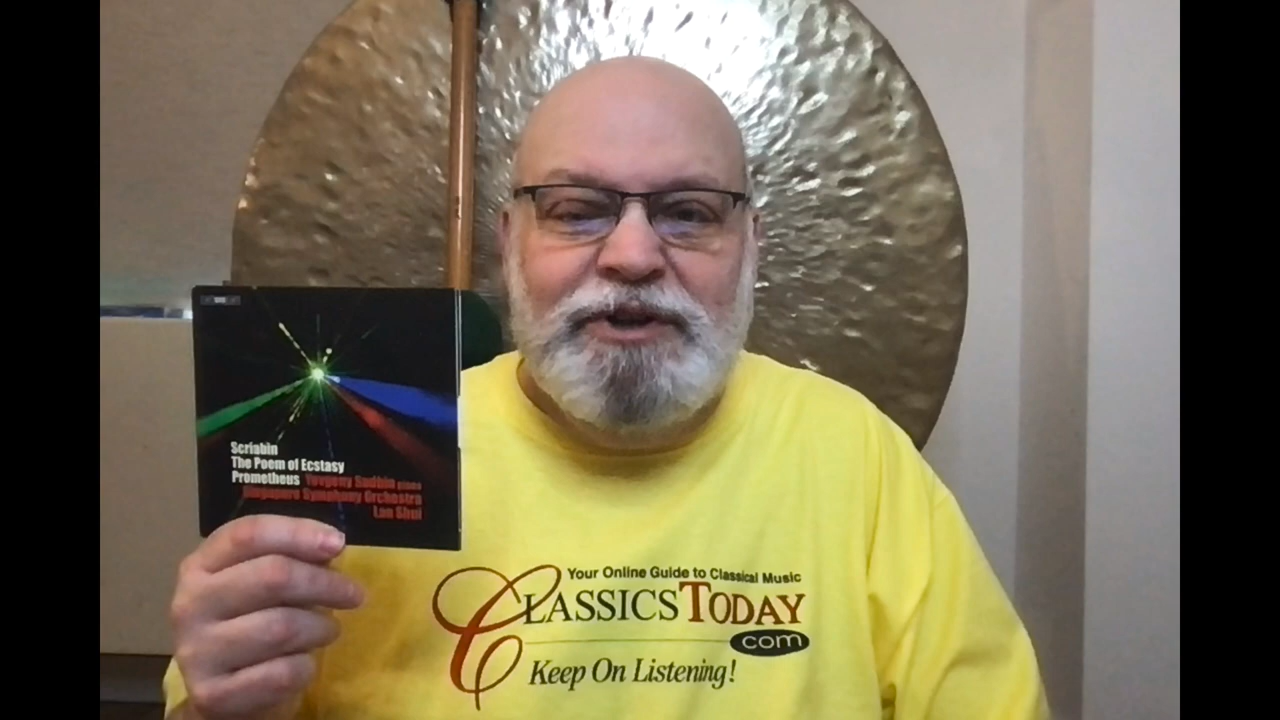 Scriabin
The Poem of Ecstasy
Prometheus Yevgeny Sudbin piano
Singapore Symphony Orchestra
Lan Shui
Your Online Guide to Classical Music
CLASSICSTODAY
com
Keep On Listening!